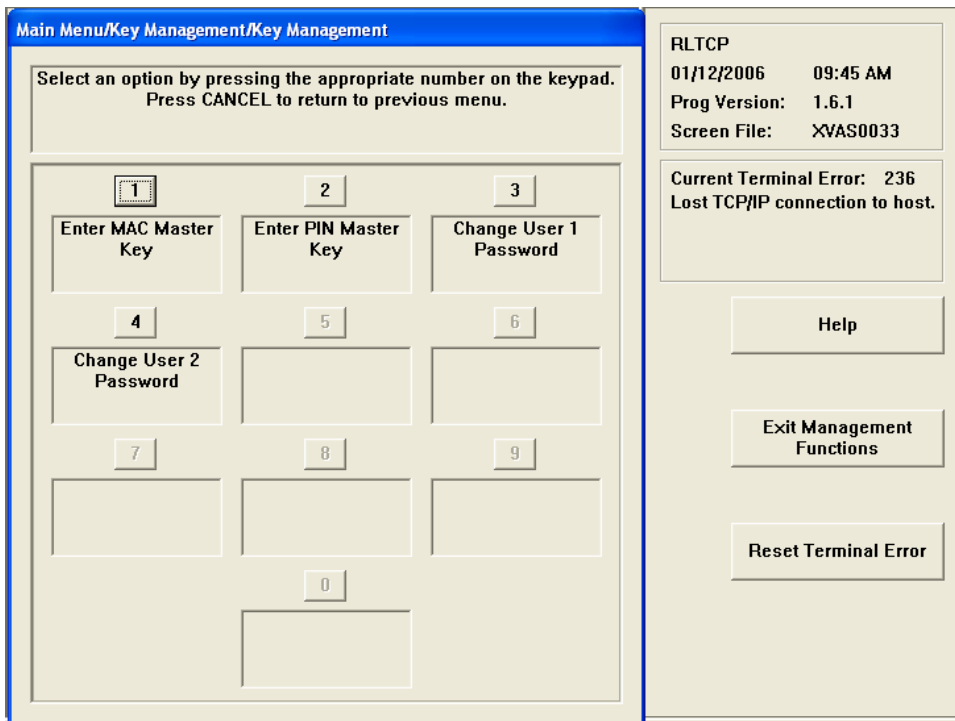 Main Menu/Key Management/Key Management
Select an option by pressing the appropriate number on the keypad.
Press CANCEL to return to previous menu.
1
2
3
Enter MAC Master
Key
Enter PIN Master
Key
Change User 1
Password
4
5
6
Change User 2
Password
7
8
9
0
RLTCP
01/12/2006 09:45 AM
Prog Version: 1.6.1
Screen File: XVAS0033
Current Terminal Error: 236
Lost TCP/IP connection to host.
Help
Exit Management
Functions
Reset Terminal Error